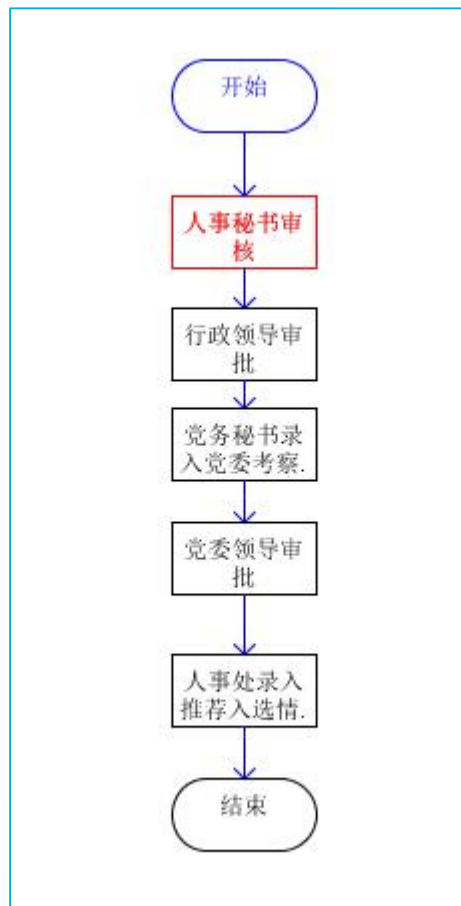 开始
人事秘书审
核
行政领导审
批
党务秘书录
入党委考察.
党委领导审
批
人事处录入
推荐入选情.
结束